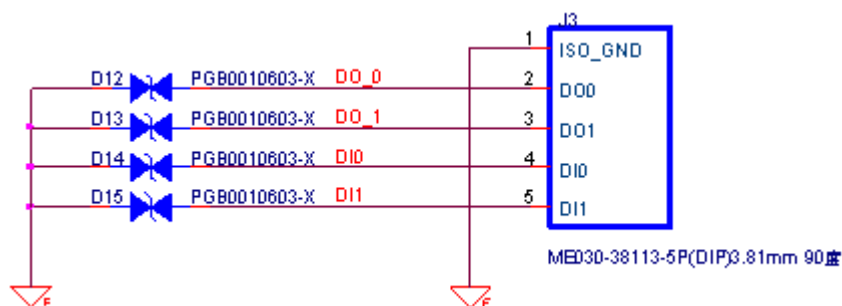 J3
1 ISO_GND
D12 PGB0010603-X DO_0 2 DO0
D13 PGB0010603-X DO_1 3 DO1
D14 PGB0010603-X DI0 4 DI0
D15 PGB0010603-X DI1 5 DI1
ME030-38113-5P(DIP)3.81mm 90度
F F